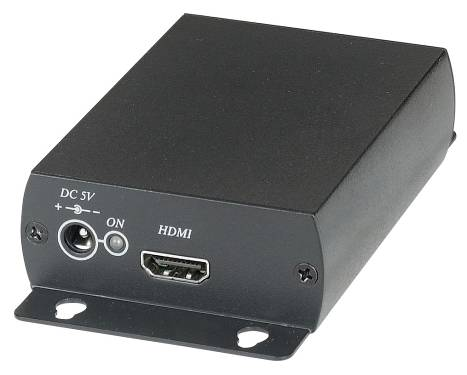 DC 5V
+ -
ON
HDMI